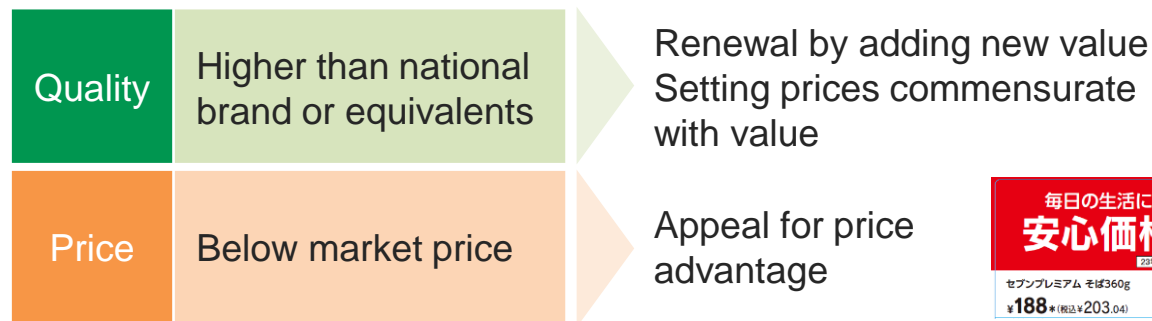 Quality
Higher than national
brand or equivalents
Renewal by adding new value
Setting prices commensurate
with value
Price
Below market price
Appeal for price
advantage
毎日の生活に
安心価格
23
セブンプレミアム そば360g
¥188*(税込¥203.04)